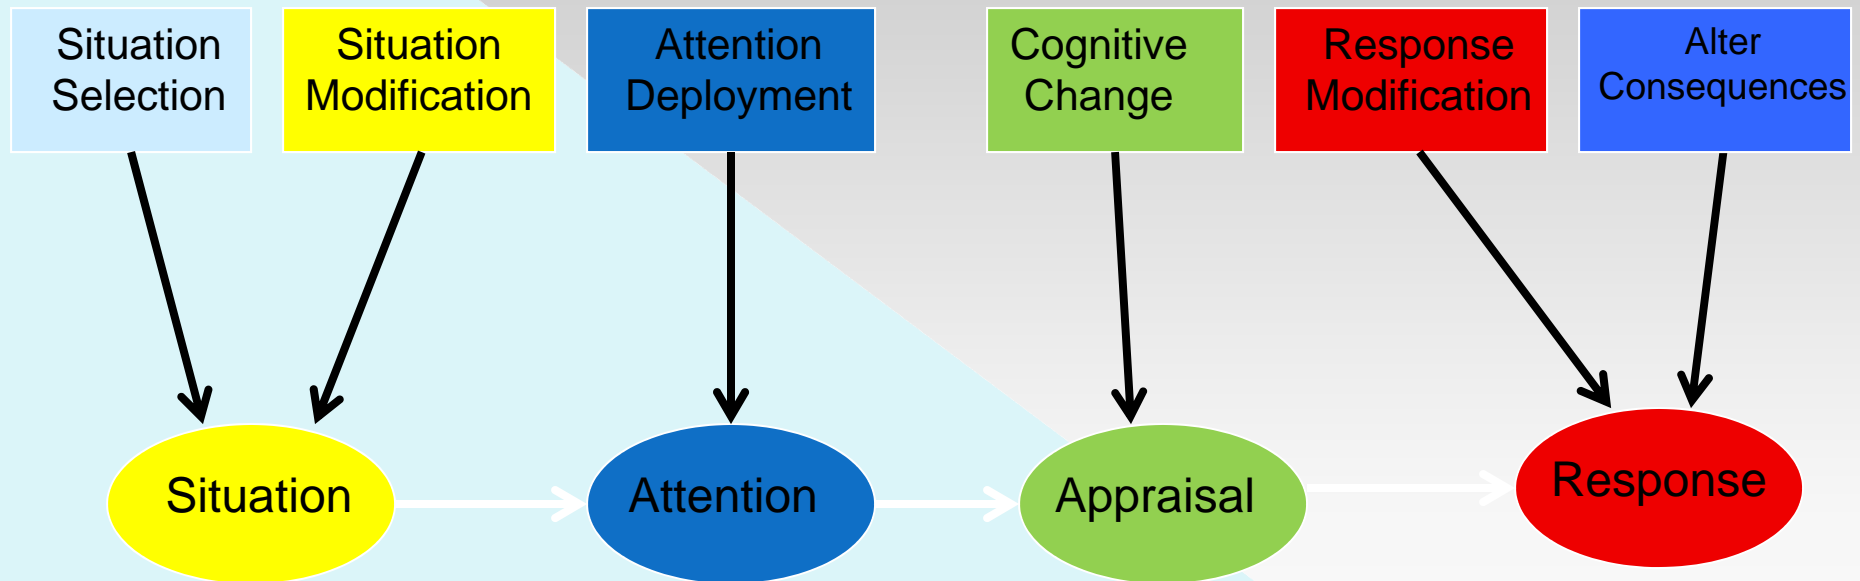 Situation
Selection
Situation
Modification
Attention
Deployment
Cognitive
Change
Response
Modification
Alter
Consequences
Situation
Attention
Appraisal
Response